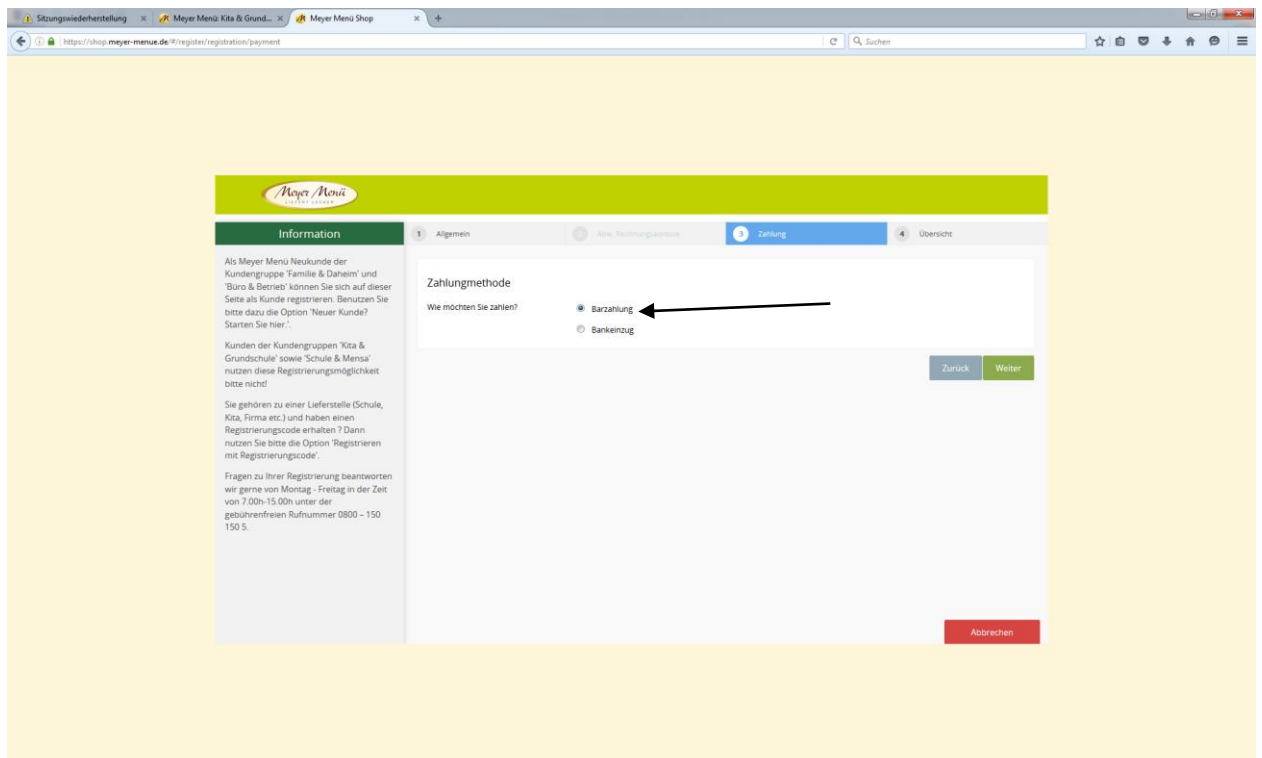 Sitzungswiederherstellung
Meyer Menü: Kita & Grund...
Meyer Menü Shop
https://shop.meyer-menue.de/#/register/registration/payment
Suchen
Meyer Menü
Information
1 Allgemein
3 Zahlung
4 Übersicht
Als Meyer Menü Neukunde der
Kundengruppe 'Familie & Daheim' und
'Büro & Betrieb' können Sie sich auf dieser
Seite als Kunde registrieren. Benutzen Sie
bitte dazu die Option 'Neuer Kunde?
Starten Sie hier.'.
Kunden der Kundengruppen 'Kita &
Grundschule' sowie 'Schule & Mensa'
nutzen diese Registrierungsmöglichkeit
bitte nicht!
Sie gehören zu einer Lieferstelle (Schule,
Kita, Firma etc.) und haben einen
Registrierungscode erhalten ? Dann
nutzen Sie bitte die Option 'Registrieren
mit Registrierungscode'.
Fragen zu Ihrer Registrierung beantworten
wir gerne von Montag - Freitag in der Zeit
von 7.00h-15.00h unter der
gebührenfreien Rufnummer 0800 – 150
150 5.
Zahlungmethode
Wie möchten Sie zahlen?
Barzahlung
Bankeinzug
Zurück
Weiter
Abbrechen